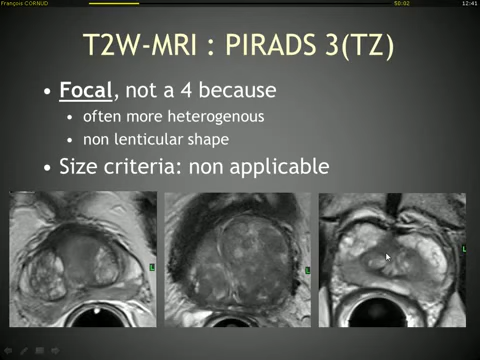 François CORNUD 50:02 12:41
T2W-MRI : PIRADS 3(TZ)
• Focal, not a 4 because
• often more heterogenous
• non lenticular shape
• Size criteria: non applicable
L L L